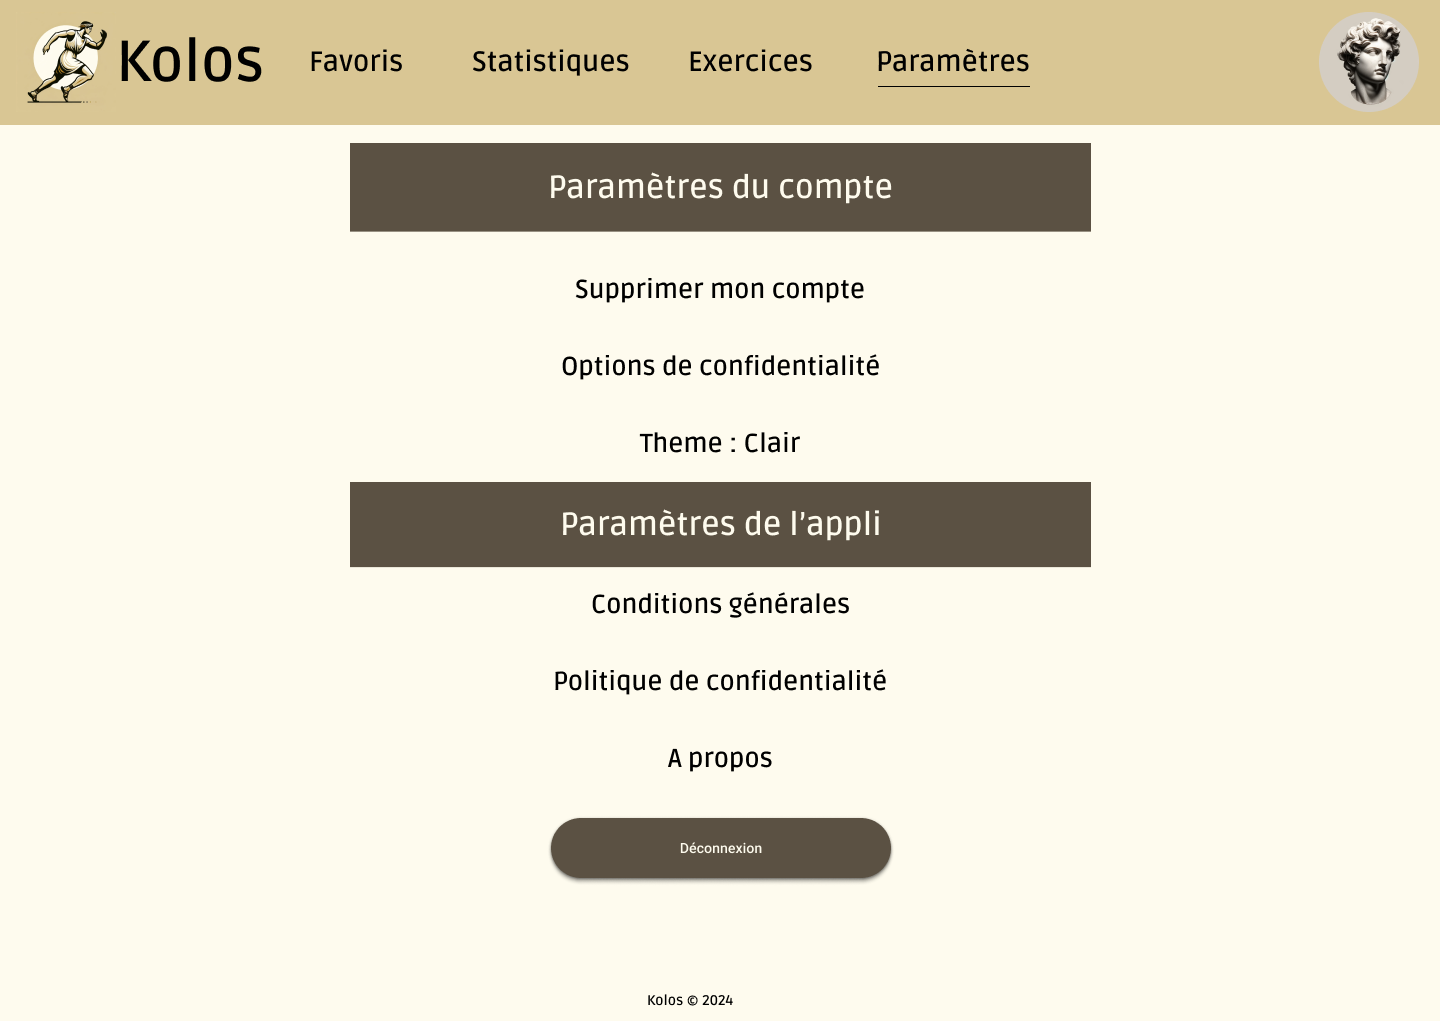 Kolos
Favoris
Statistiques
Exercices
Paramètres
Paramètres du compte
Supprimer mon compte
Options de confidentialité
Theme : Clair
Paramètres de l’appli
Conditions générales
Politique de confidentialité
A propos
Déconnexion
Kolos © 2024